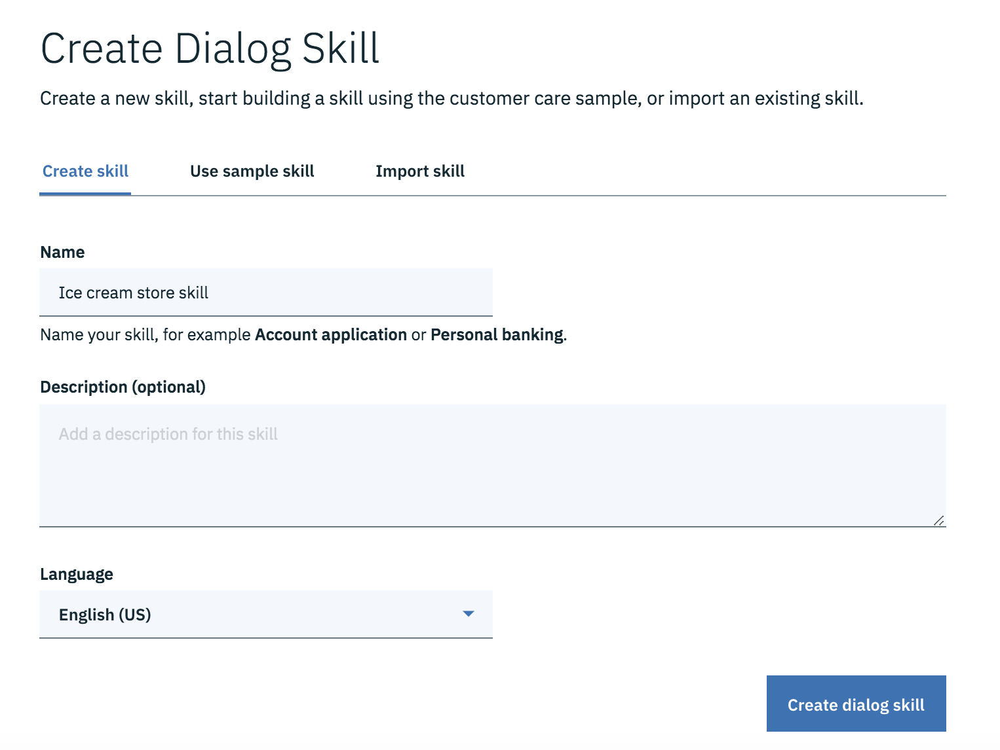 Create Dialog Skill
Create a new skill, start building a skill using the customer care sample, or import an existing skill.
Create skill Use sample skill Import skill
Name
Ice cream store skill
Name your skill, for example Account application or Personal banking.
Description (optional)
Add a description for this skill
Language
English (US)
Create dialog skill